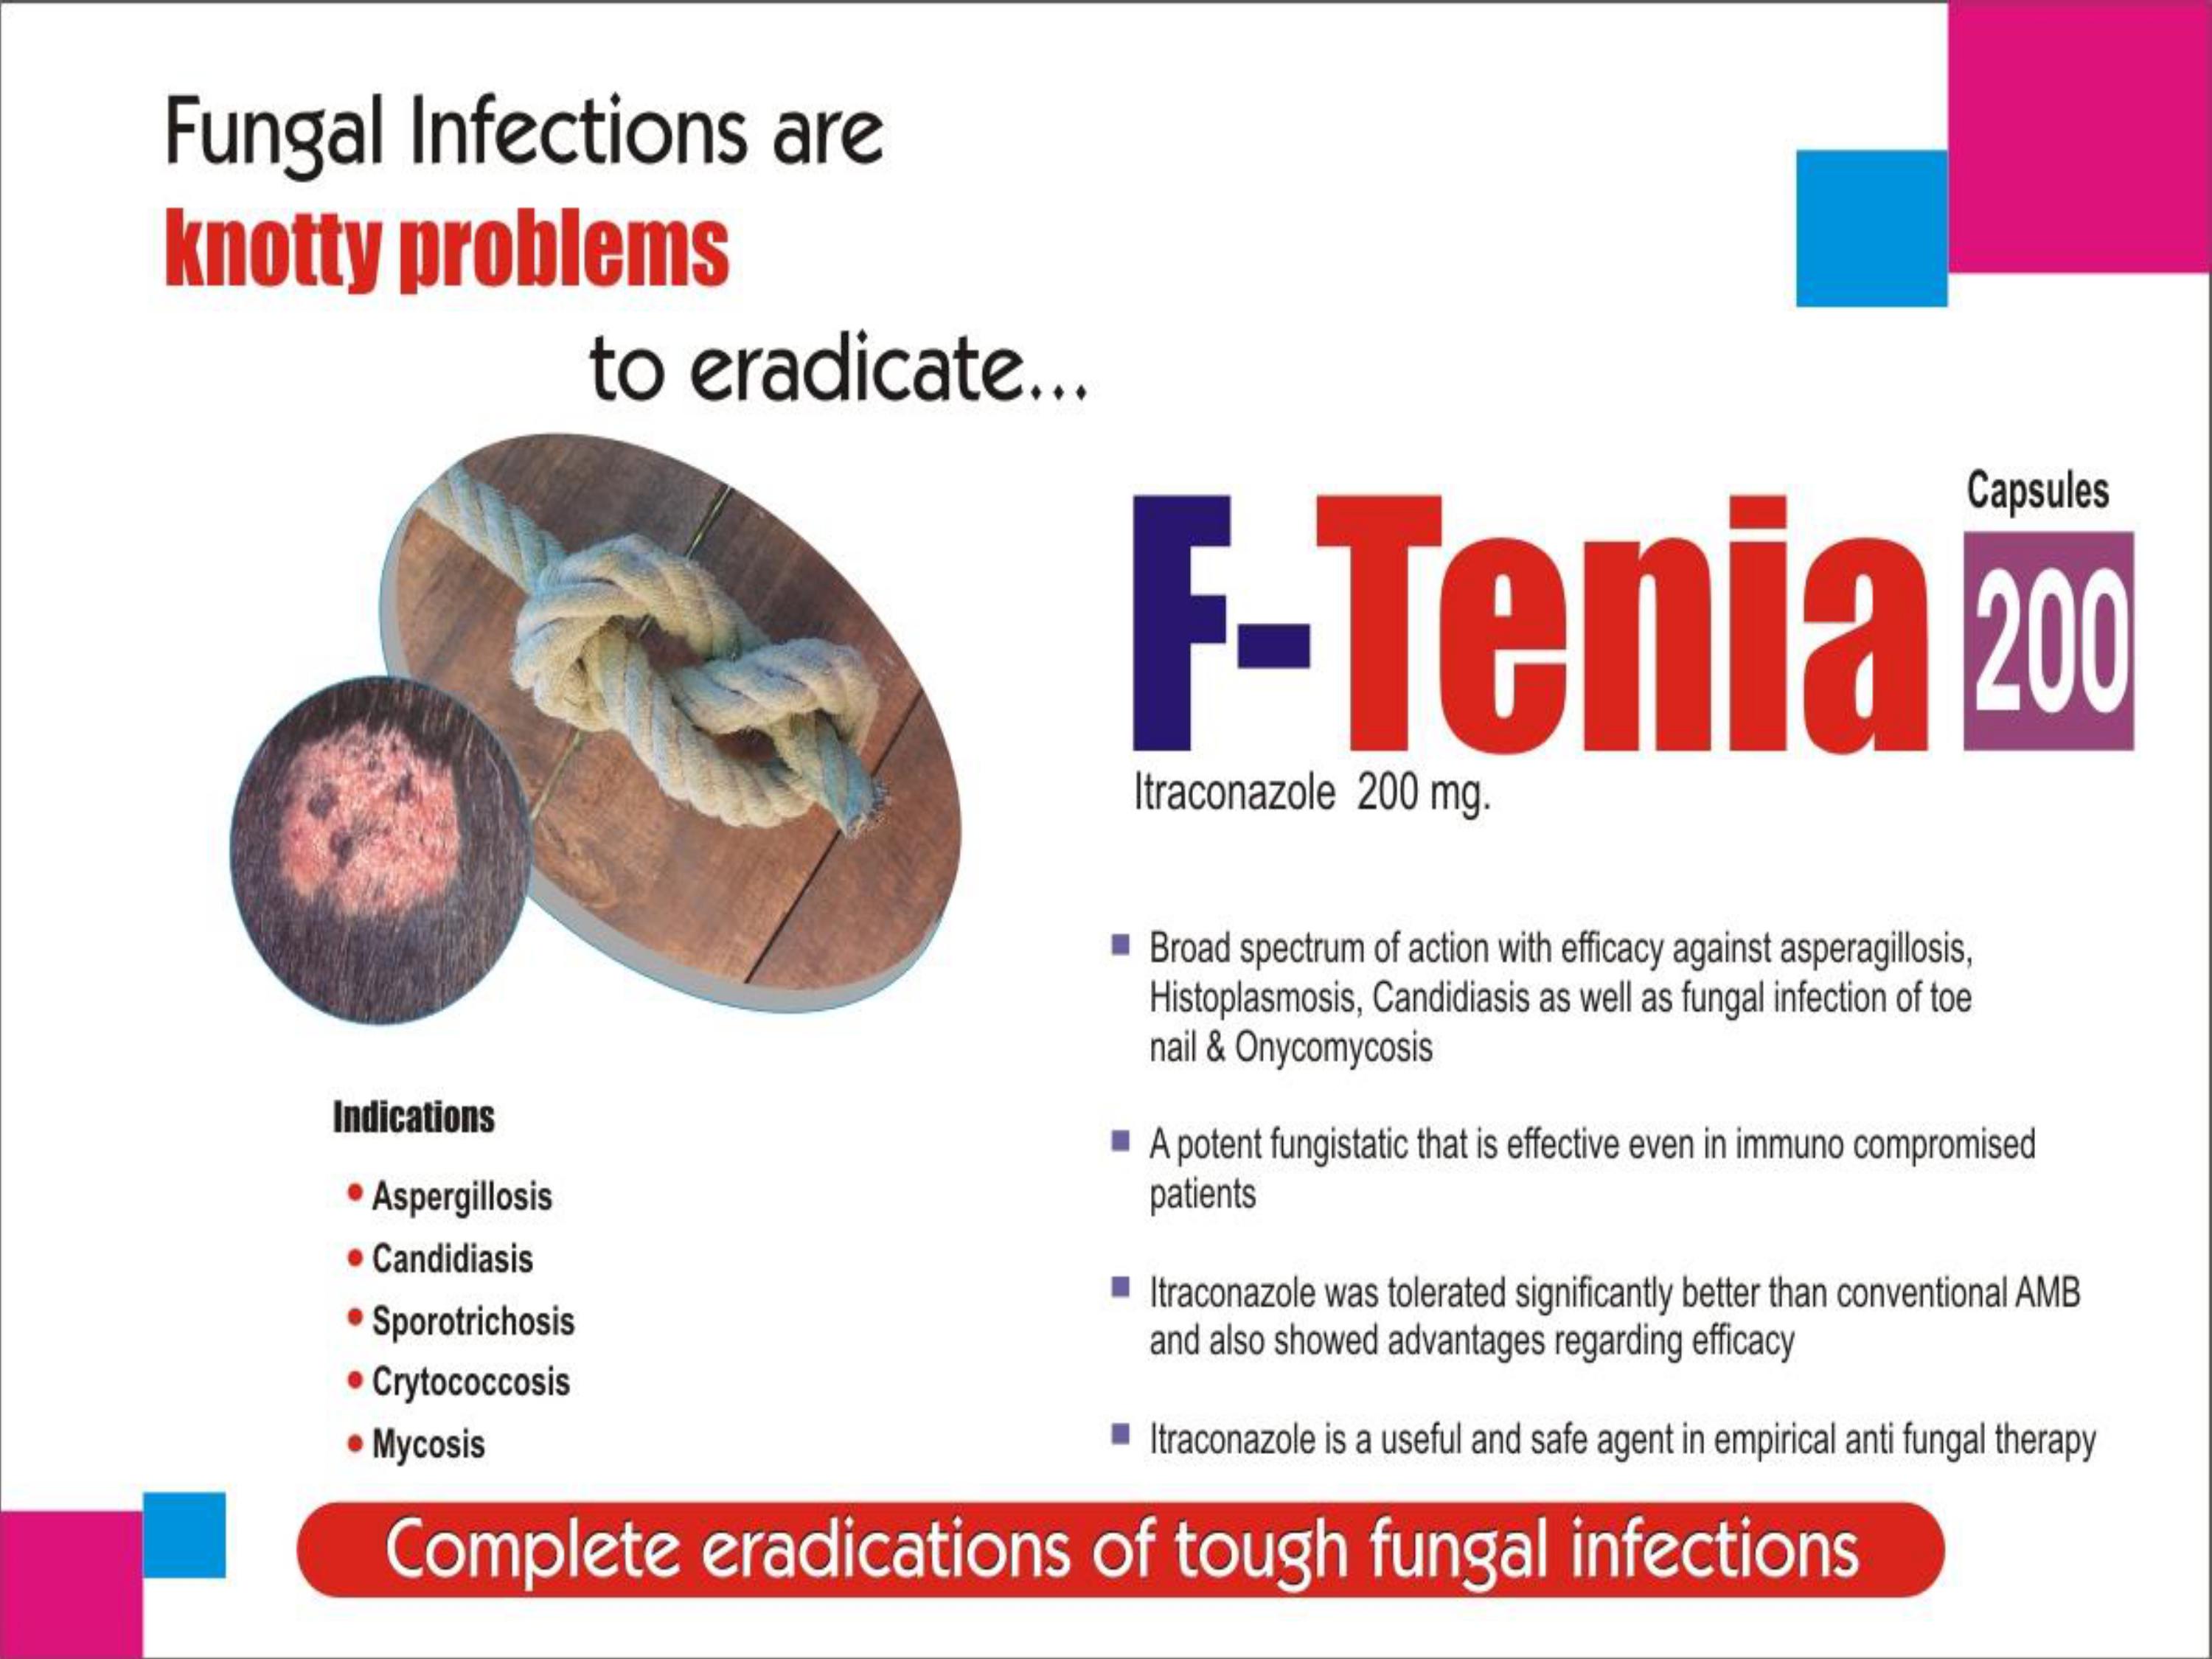 Fungal Infections are
knotty problems
to eradicate...
Capsules
F-Tenia 200
Itraconazole 200 mg.
Broad spectrum of action with efficacy against asperagillosis,
Histoplasmosis, Candidiasis as well as fungal infection of toe
nail & Onycomycosis
A potent fungistatic that is effective even in immuno compromised
patients
Itraconazole was tolerated significantly better than conventional AMB
and also showed advantages regarding efficacy
Itraconazole is a useful and safe agent in empirical anti fungal therapy
Indications
• Aspergillosis
• Candidiasis
• Sporotrichosis
• Crytococcosis
• Mycosis
Complete eradications of tough fungal infections